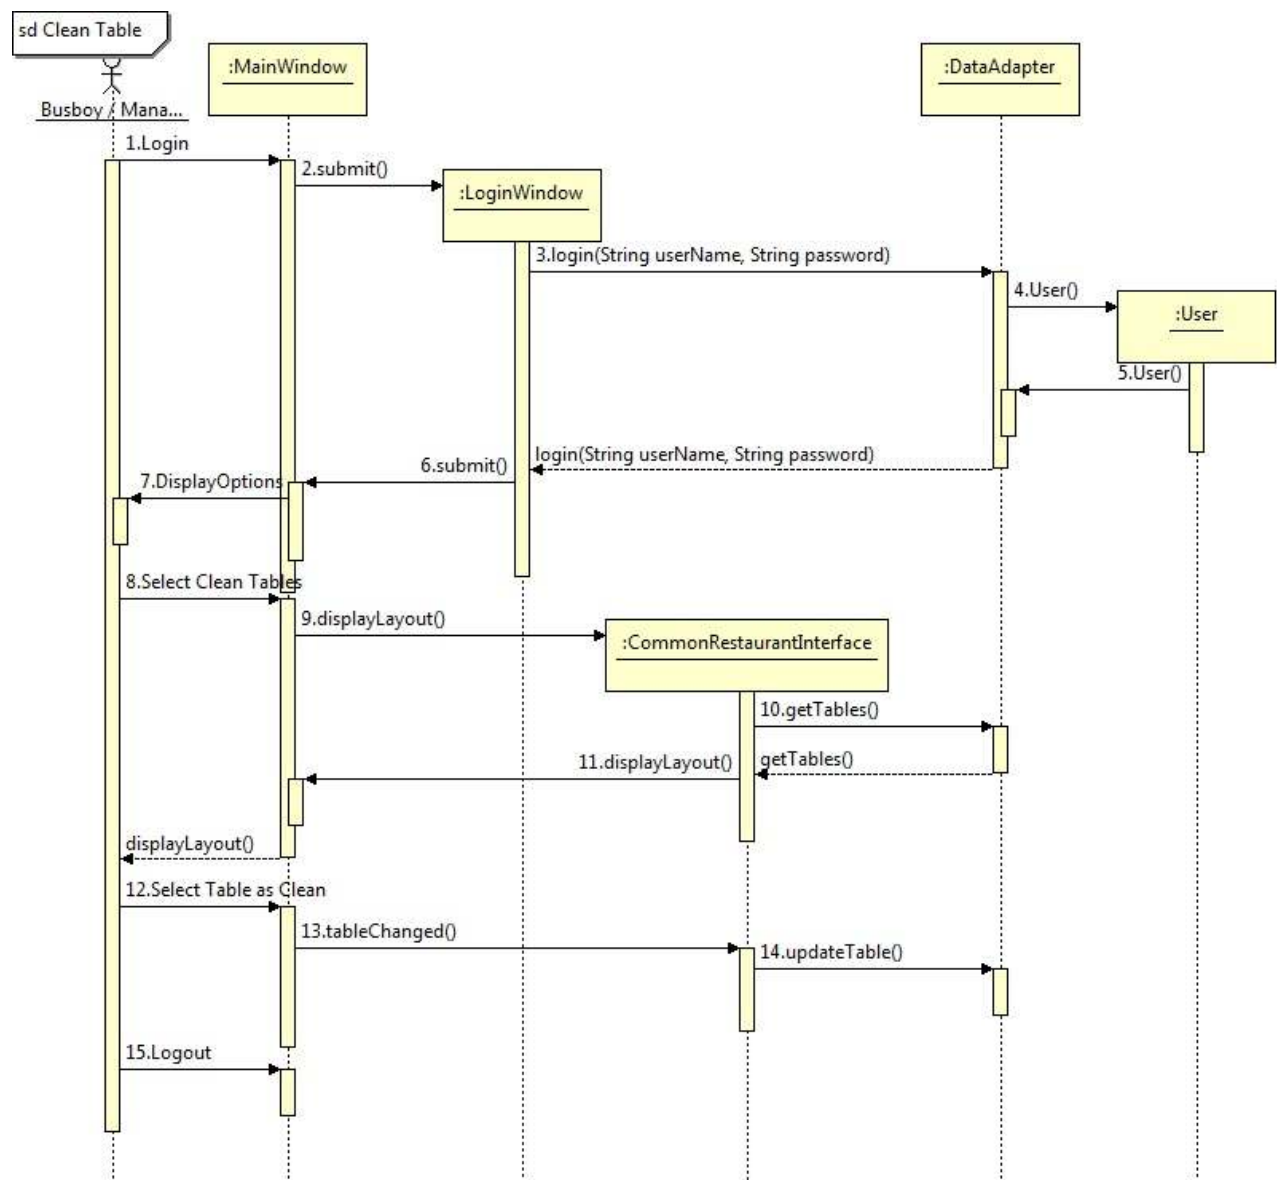 sd Clean Table
:MainWindow
:DataAdapter
Busboy / Mana...
1.Login
2.submit()
:LoginWindow
3.login(String userName, String password)
4.User()
:User
5.User()
login(String userName, String password)
6.submit()
7.DisplayOptions
8.Select Clean Tables
9.displayLayout()
:CommonRestaurantInterface
10.getTables()
11.displayLayout()
getTables()
displayLayout()
12.Select Table as Clean
13.tableChanged()
14.updateTable()
15.Logout